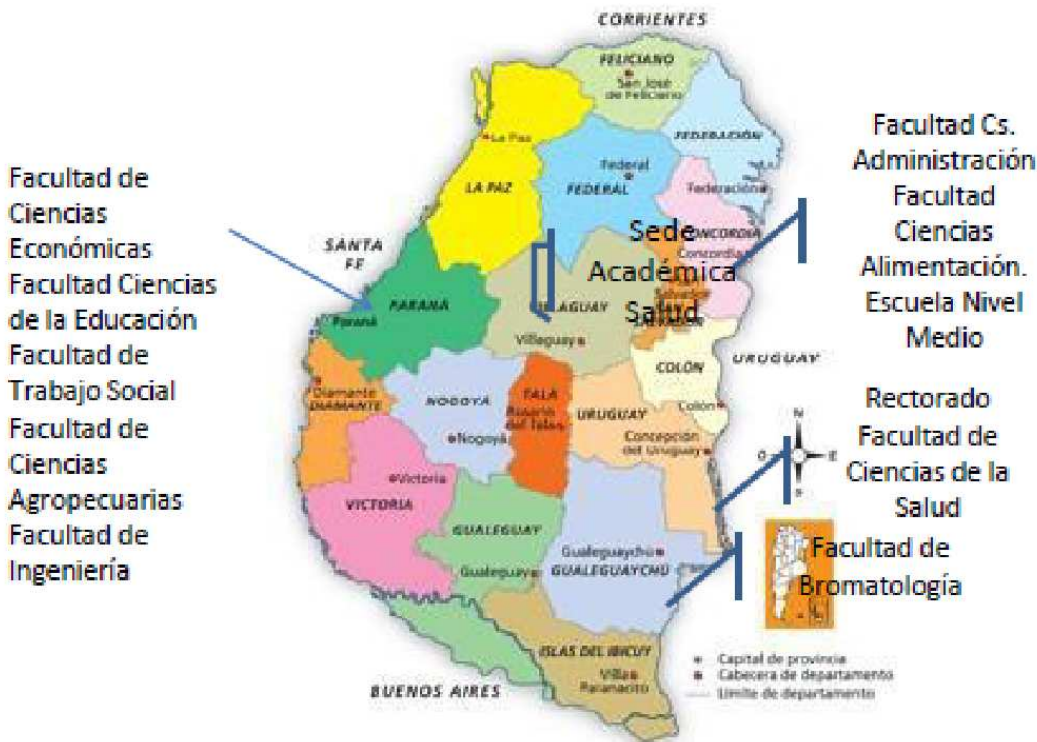 CORRIENTES
FELICIANO
San José
de Feliciano
FEDERACIÓN
La Paz
LA PAZ
Federal
FEDERAL
Federación
CONCORDIA
Concordia
SANTA
FE
PARANÁ
Paraná
Villaguay
SALVADOR
COLÓN
Colón
URUGUAY
Diamante
DIAMANTE
NOGOYÁ
Nogoyá
TALA
Rosario
del Tala
URUGUAY
Concepción
del Uruguay
Victoria
VICTORIA
GUALEGUAY
Gualeguay
Gualeguaychú
GUALEGUAYCHÚ
ISLAS DEL IBICUY
Villa
Paranacito
BUENOS AIRES
N
O
E
S
Capital de provincia
Cabecera de departamento
Límite de departamento
Facultad de
Ciencias
Económicas
Facultad Ciencias
de la Educación
Facultad de
Trabajo Social
Facultad de
Ciencias
Agropecuarias
Facultad de
Ingeniería
Sede
Académica
Salud
Facultad Cs.
Administración
Facultad
Ciencias
Alimentación.
Escuela Nivel
Medio
Rectorado
Facultad de
Ciencias de la
Salud
Facultad de
Bromatología